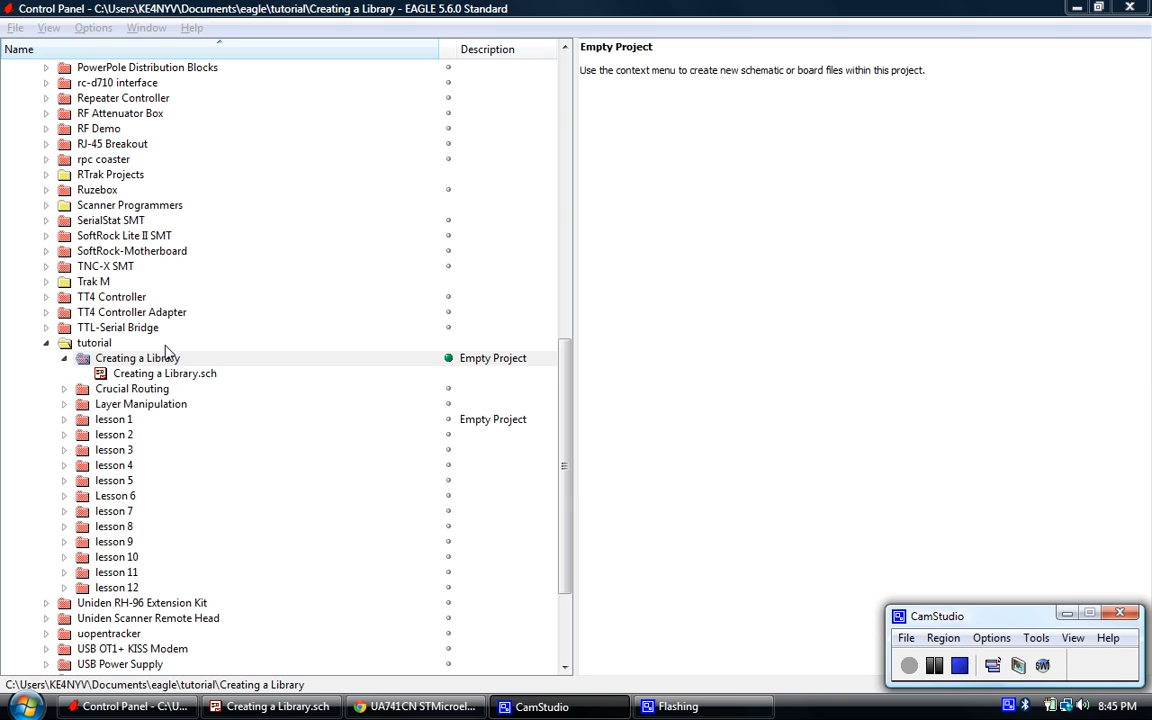 Control Panel - C:\Users\KE4NYV\Documents\eagle\tutorial\Creating a Library - EAGLE 5.6.0 Standard
File View Options Window Help
Name Description
PowerPole Distribution Blocks
rc-d710 interface
Repeater Controller
RF Attenuator Box
RF Demo
RJ-45 Breakout
rpc coaster
RTrak Projects
Ruzebox
Scanner Programmers
SerialStat SMT
SoftRock Lite II SMT
SoftRock-Motherboard
TNC-X SMT
Trak M
TT4 Controller
TT4 Controller Adapter
TTL-Serial Bridge
tutorial
Creating a Library Empty Project
Creating a Library.sch
Crucial Routing
Layer Manipulation
lesson 1 Empty Project
lesson 2
lesson 3
lesson 4
lesson 5
Lesson 6
lesson 7
lesson 8
lesson 9
lesson 10
lesson 11
lesson 12
Uniden RH-96 Extension Kit
Uniden Scanner Remote Head
uopentracker
USB OT1+ KISS Modem
USB Power Supply
Empty Project
Use the context menu to create new schematic or board files within this project.
CamStudio
File Region Options Tools View Help
SWF
C:\Users\KE4NYV\Documents\eagle\tutorial\Creating a Library
Control Panel - C:\U... Creating a Library.sch UA741CN STMicroel... CamStudio Flashing 8:45 PM